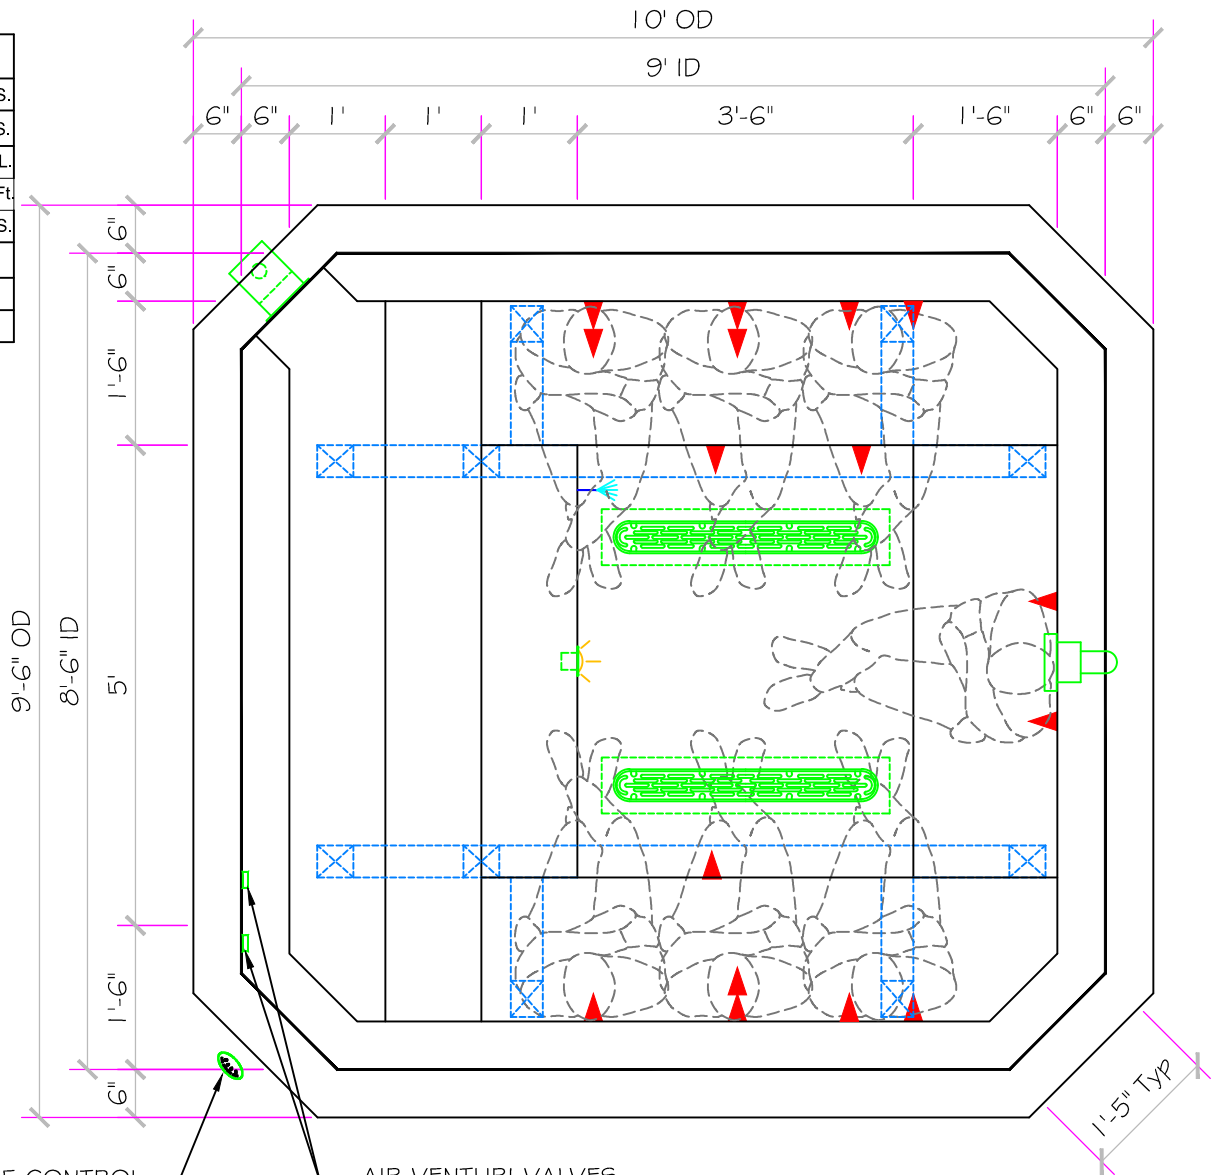 10' OD
9' ID
6" 6" 1' 1' 1' 3'-6" 1'-6" 6" 6"
S.
S.
L.
Ft.
S.
6"
6"
1'-6"
9'-6" OD
8'-6" ID
5'
1'-6"
6"
1'-5" Typ
CONTROL
AIR VENTURI VALVES